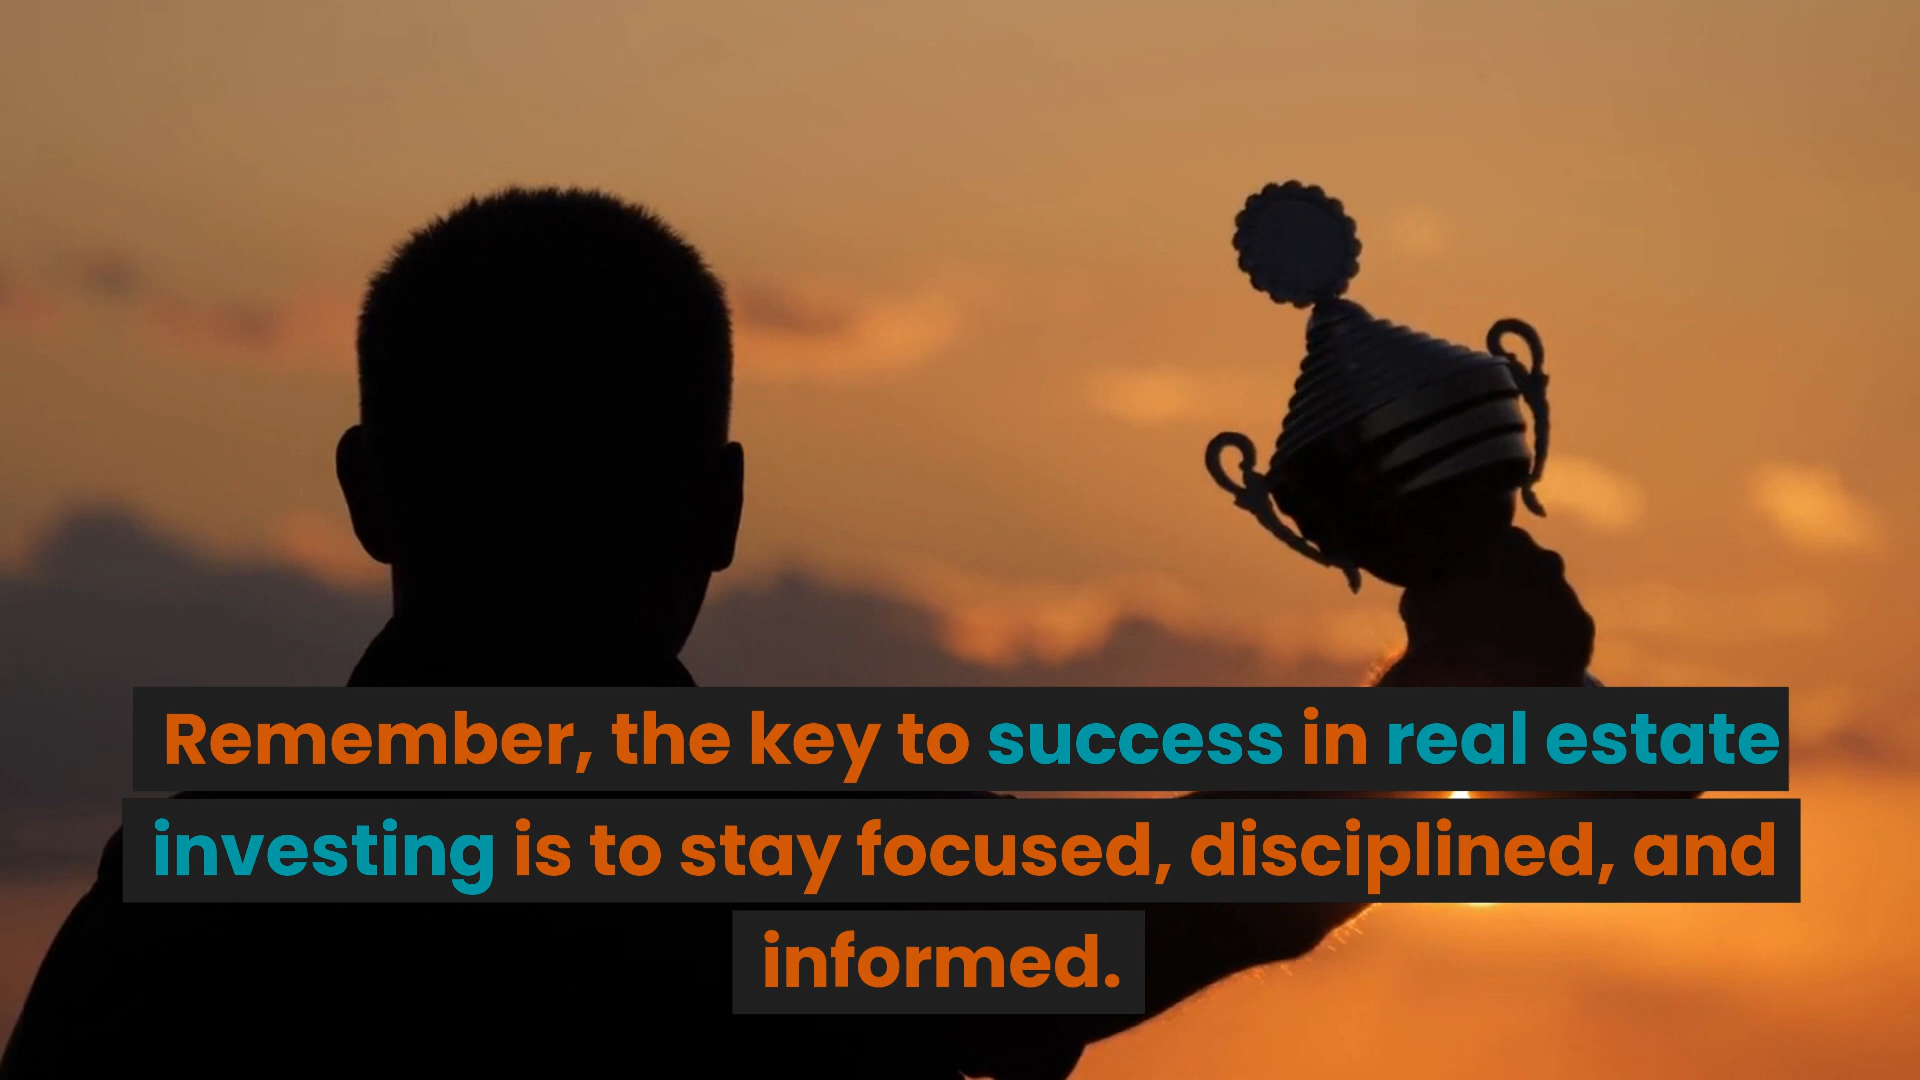 Remember, the key to success in real estate
investing is to stay focused, disciplined, and
informed.